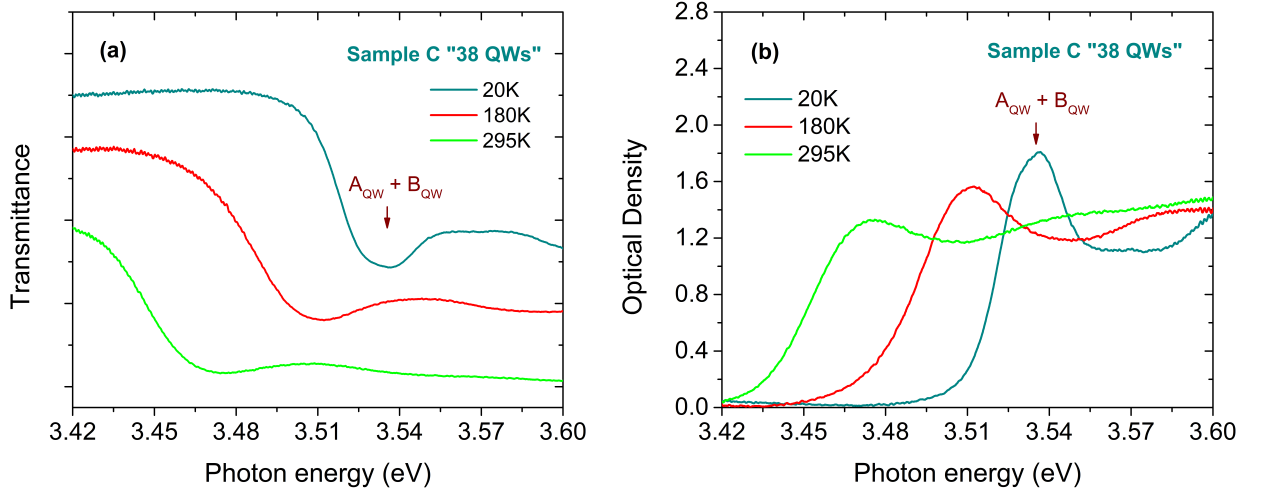 (a)
Sample C "38 QWs"
20K
180K
295K
A_QW + B_QW
Transmittance
3.42 3.45 3.48 3.51 3.54 3.57 3.60
Photon energy (eV)
(b)
Sample C "38 QWs"
A_QW + B_QW
20K
180K
295K
Optical Density
2.8
2.4
2.0
1.6
1.2
0.8
0.4
0.0
3.42 3.45 3.48 3.51 3.54 3.57 3.60
Photon energy (eV)